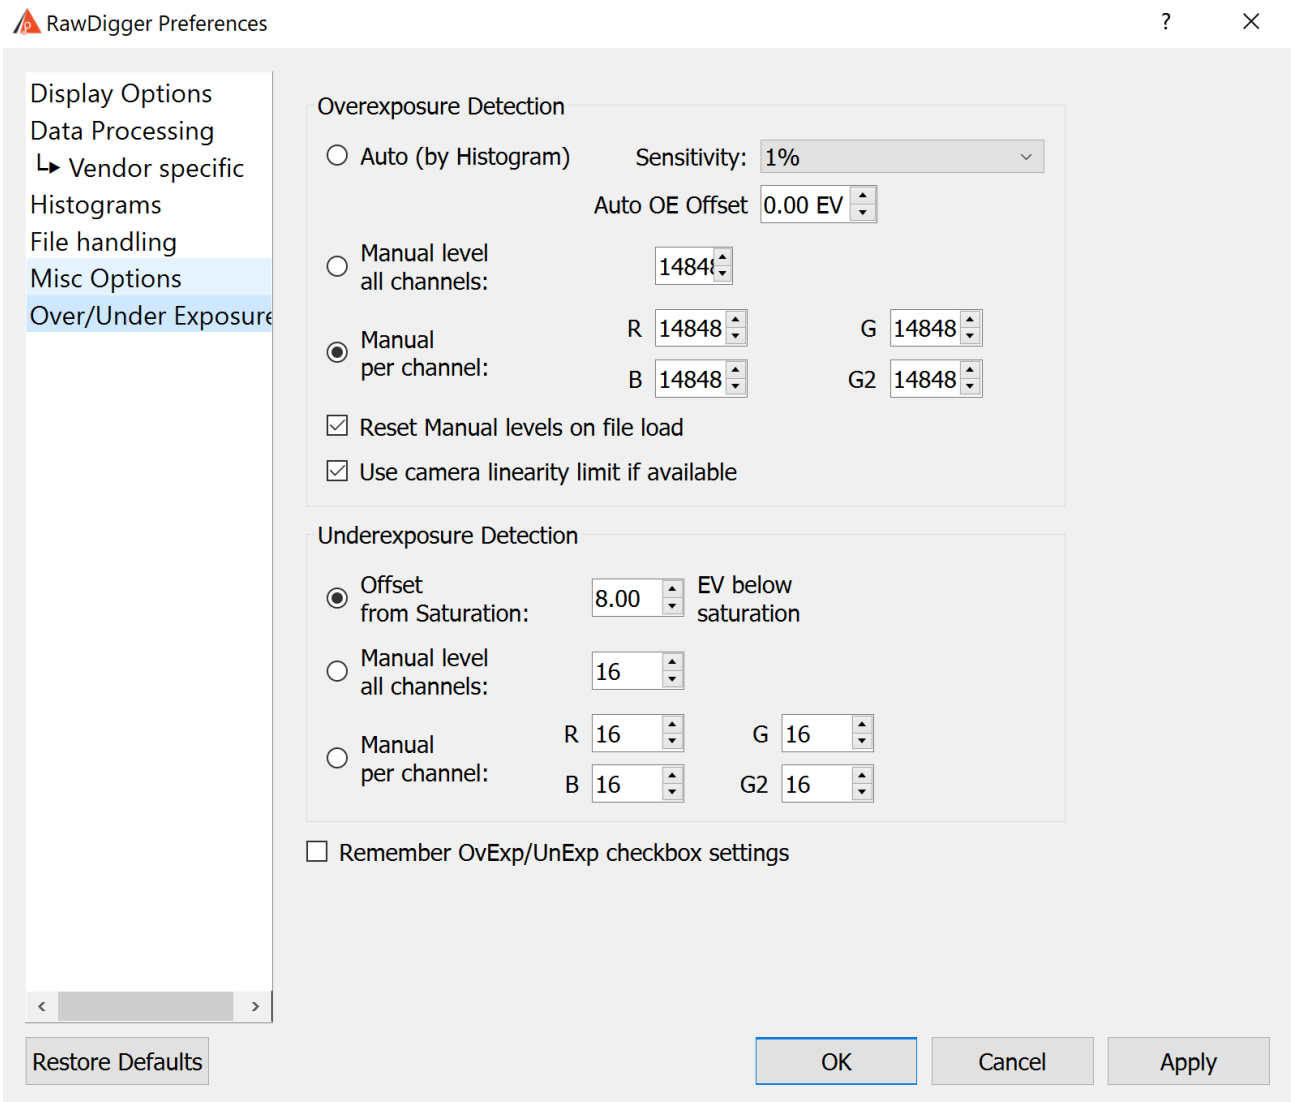 RawDigger Preferences
?
Display Options
Data Processing
Vendor specific
Histograms
File handling
Misc Options
Over/Under Exposure
Overexposure Detection
Auto (by Histogram)
Sensitivity:
1%
Auto OE Offset
0.00 EV
Manual level
all channels:
14848
Manual
per channel:
R
14848
G
14848
B
14848
G2
14848
Reset Manual levels on file load
Use camera linearity limit if available
Underexposure Detection
Offset
from Saturation:
8.00
EV below
saturation
Manual level
all channels:
16
Manual
per channel:
R
16
G
16
B
16
G2
16
Remember OvExp/UnExp checkbox settings
Restore Defaults
OK
Cancel
Apply